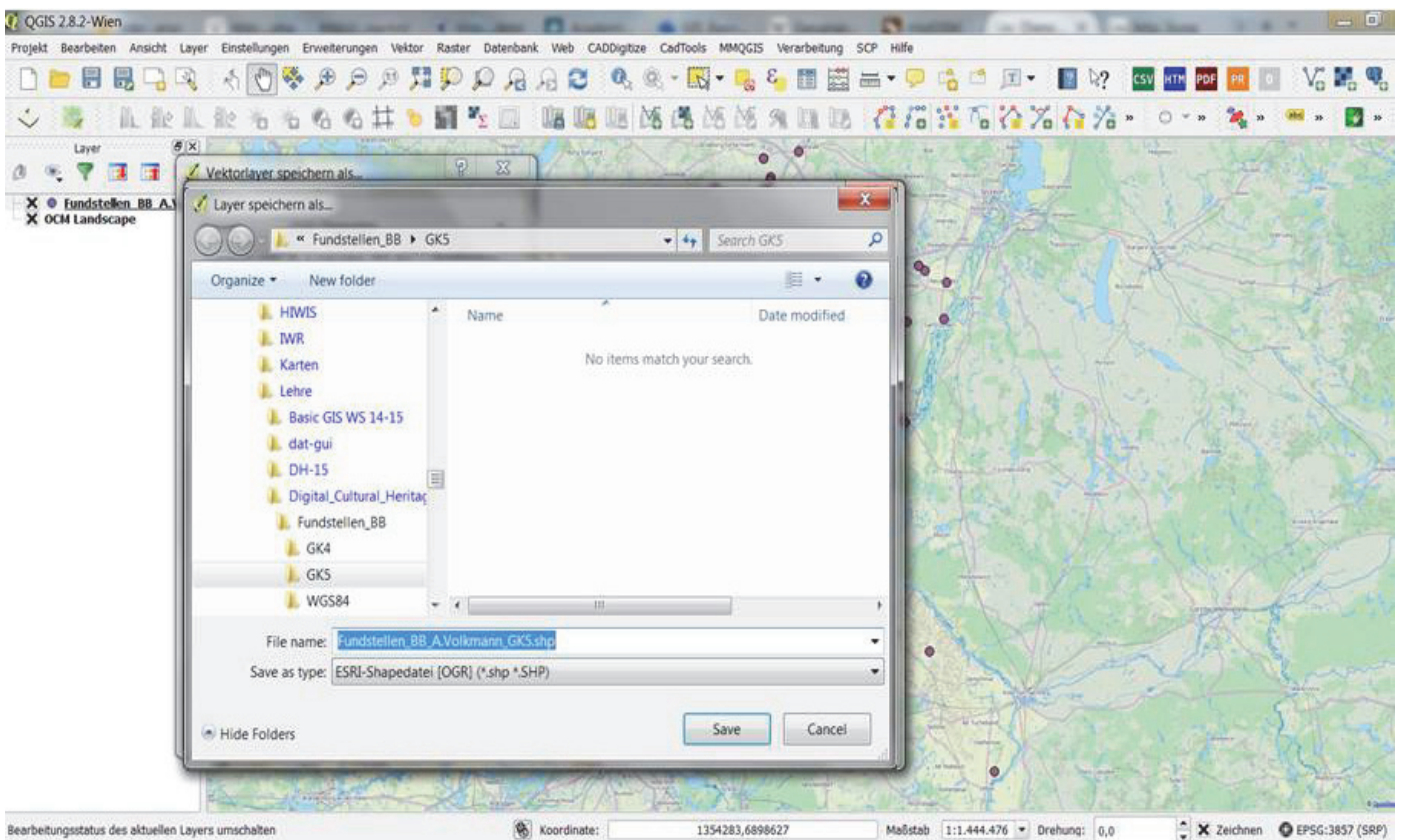 QGIS 2.8.2-Wien
Projekt Bearbeiten Ansicht Layer Einstellungen Erweiterungen Vektor Raster Datenbank Web CADDigitize CadTools MMQGIS Verarbeitung SCP Hilfe
CSV HTM PDF PR
Layer
Fundstellen_BB_A.V
OCM Landscape
Vektorlayer speichern als...
Layer speichern als...
« Fundstellen_BB GK5
Search GK5
Organize New folder
HIWIS
IWR
Karten
Lehre
Basic GIS WS 14-15
dat-gui
DH-15
Digital_Cultural_Heritag
Fundstellen_BB
GK4
GK5
WGS84
Name Date modified
No items match your search.
File name: Fundstellen_BB_A.Volkmann_GK5.shp
Save as type: ESRI-Shapedatei [OGR] (*.shp *.SHP)
Hide Folders
Save Cancel
Bearbeitungsstatus des aktuellen Layers umschalten Koordinate: 1354283,6898627 Maßstab 1:1.444.476 Drehung: 0,0 Zeichnen EPSG:3857 (SRP)